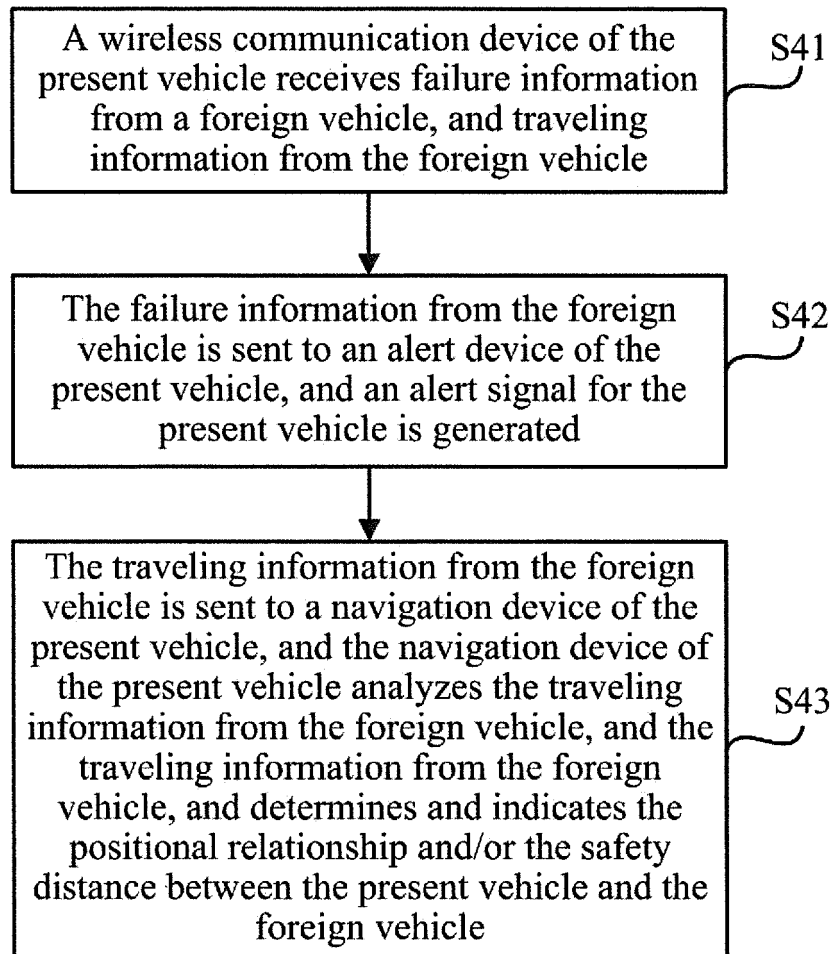 A wireless communication device of the
present vehicle receives failure information
from a foreign vehicle, and traveling
information from the foreign vehicle
S41
The failure information from the foreign
vehicle is sent to an alert device of the
present vehicle, and an alert signal for the
present vehicle is generated
S42
The traveling information from the foreign
vehicle is sent to a navigation device of the
present vehicle, and the navigation device of
the present vehicle analyzes the traveling
information from the foreign vehicle, and the
traveling information from the foreign
vehicle, and determines and indicates the
positional relationship and/or the safety
distance between the present vehicle and the
foreign vehicle
S43